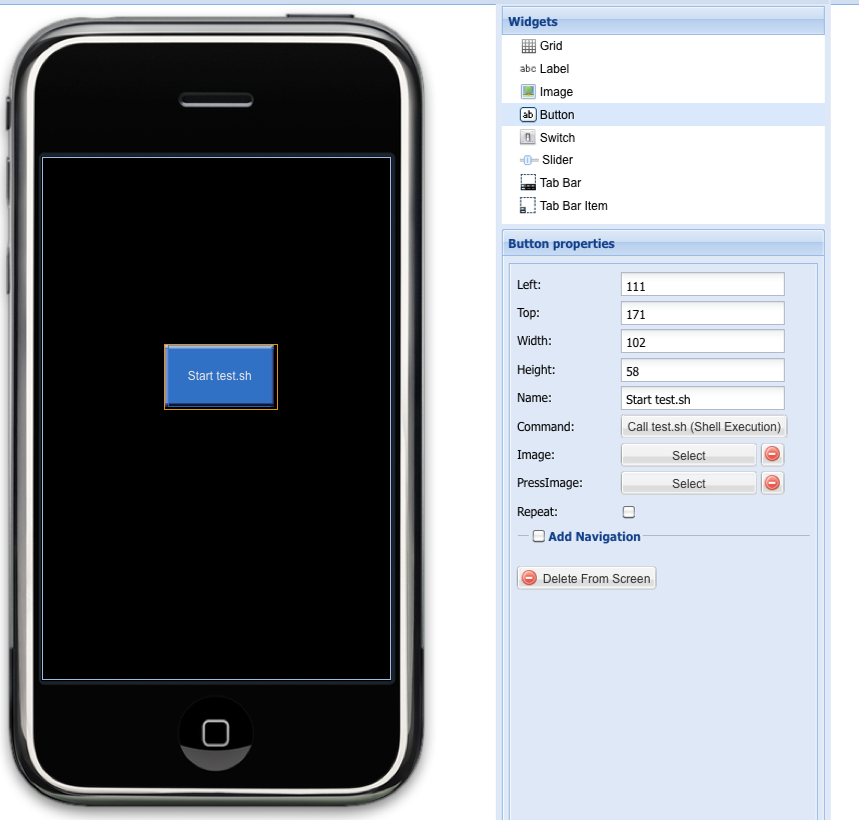 Start test.sh
Widgets
Grid
abc Label
Image
ab Button
Switch
Slider
Tab Bar
Tab Bar Item
Button properties
Left: 111
Top: 171
Width: 102
Height: 58
Name: Start test.sh
Command: Call test.sh (Shell Execution)
Image: Select
PressImage: Select
Repeat:
Add Navigation
Delete From Screen